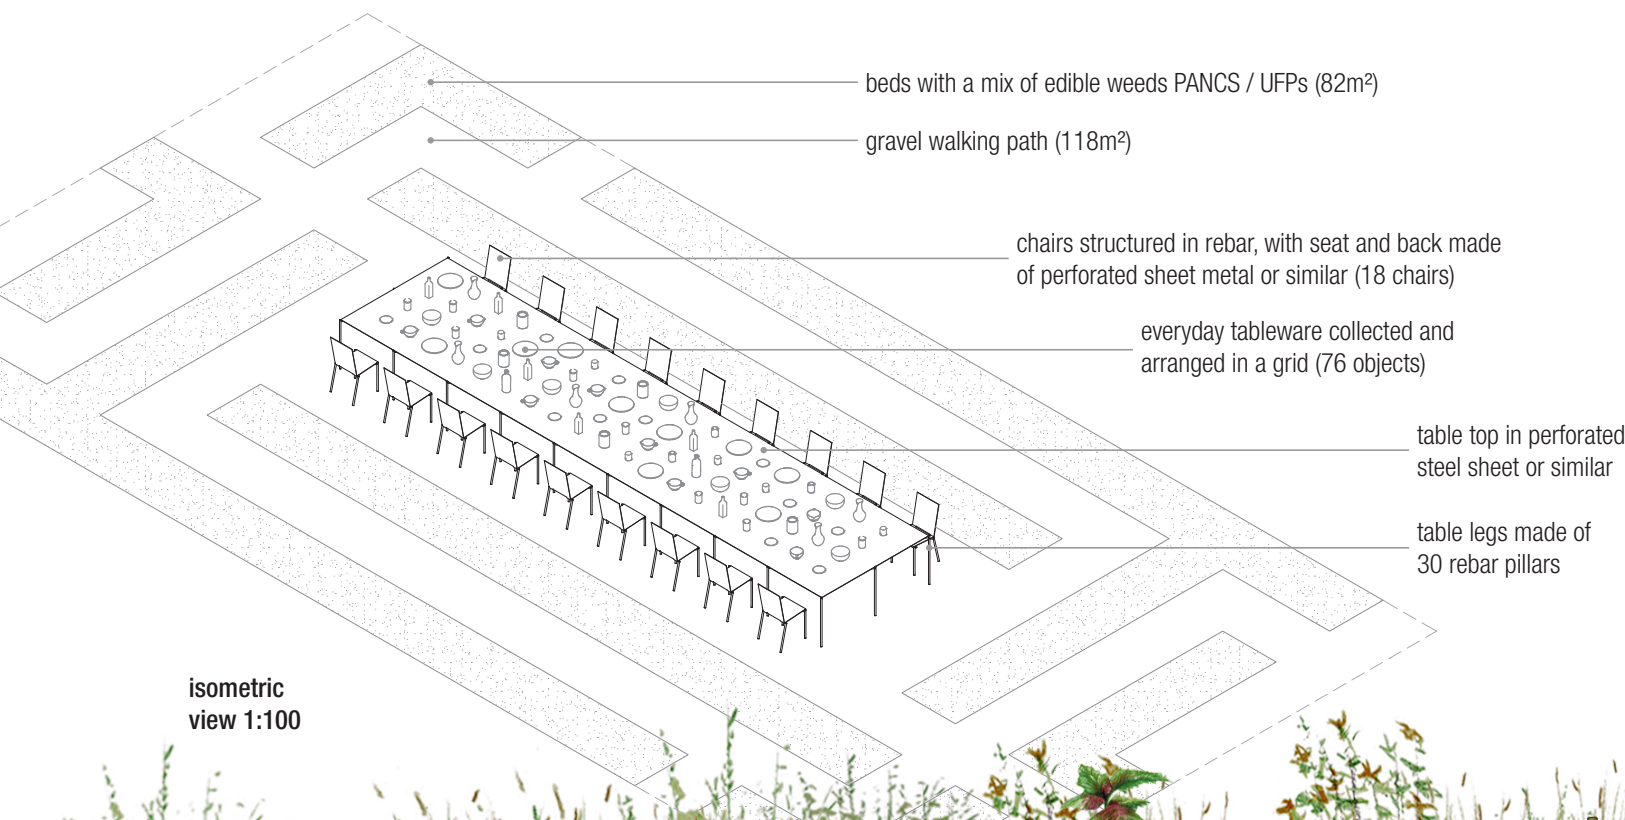 beds with a mix of edible weeds PANCS / UFPs (82m²)
gravel walking path (118m²)
chairs structured in rebar, with seat and back made
of perforated sheet metal or similar (18 chairs)
everyday tableware collected and
arranged in a grid (76 objects)
table top in perforated
steel sheet or similar
table legs made of
30 rebar pillars
isometric
view 1:100